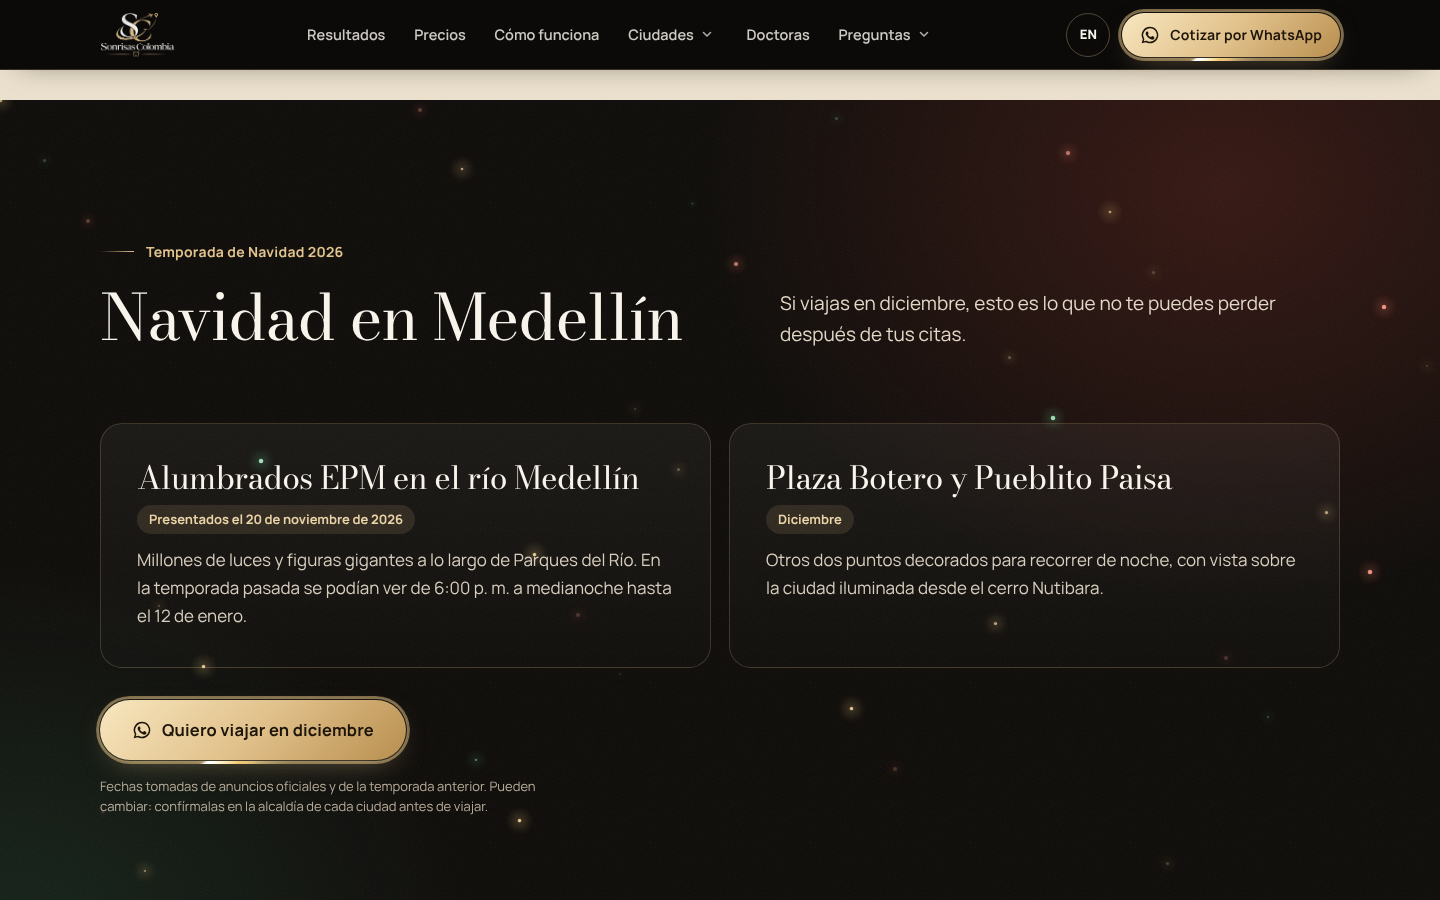 SC
Sonrisas Colombia
Resultados
Precios
Cómo funciona
Ciudades
Doctoras
Preguntas
EN
Cotizar por WhatsApp
Temporada de Navidad 2026
Navidad en Medellín
Si viajas en diciembre, esto es lo que no te puedes perder
después de tus citas.
Alumbrados EPM en el río Medellín
Presentados el 20 de noviembre de 2026
Millones de luces y figuras gigantes a lo largo de Parques del Río. En
la temporada pasada se podían ver de 6:00 p. m. a medianoche hasta
el 12 de enero.
Plaza Botero y Pueblito Paisa
Diciembre
Otros dos puntos decorados para recorrer de noche, con vista sobre
la ciudad iluminada desde el cerro Nutibara.
Quiero viajar en diciembre
Fechas tomadas de anuncios oficiales y de la temporada anterior. Pueden
cambiar: confírmalas en la alcaldía de cada ciudad antes de viajar.